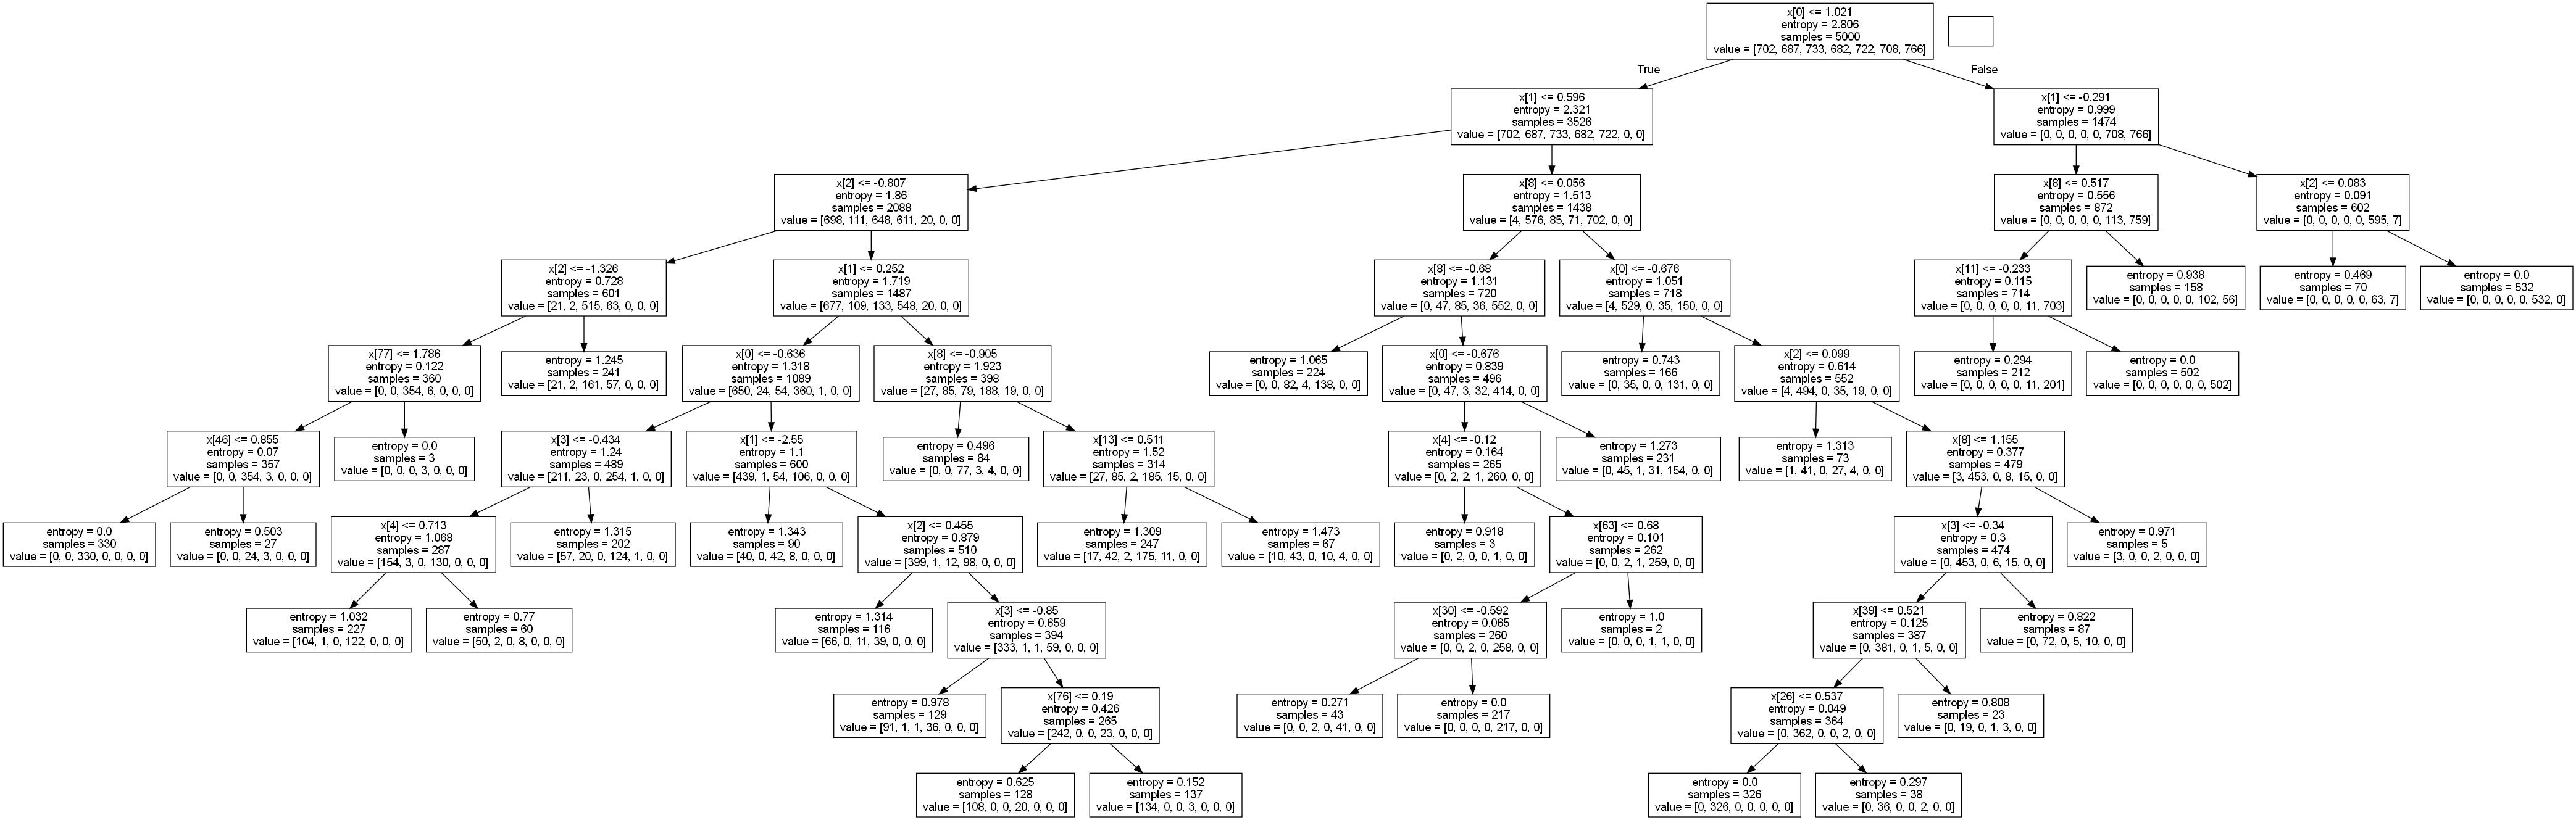 x[0] <= 1.021
entropy = 2.806
samples = 5000
value = [702, 687, 733, 682, 722, 708, 766]
True
False
x[1] <= 0.596
entropy = 2.321
samples = 3526
value = [702, 687, 733, 682, 722, 0, 0]
x[1] <= -0.291
entropy = 0.999
samples = 1474
value = [0, 0, 0, 0, 0, 708, 766]
x[2] <= -0.807
entropy = 1.86
samples = 2088
value = [698, 111, 648, 611, 20, 0, 0]
x[8] <= 0.056
entropy = 1.513
samples = 1438
value = [4, 576, 85, 71, 702, 0, 0]
x[8] <= 0.517
entropy = 0.556
samples = 872
value = [0, 0, 0, 0, 0, 113, 759]
x[2] <= 0.083
entropy = 0.091
samples = 602
value = [0, 0, 0, 0, 0, 595, 7]
x[2] <= -1.326
entropy = 0.728
samples = 601
value = [21, 2, 515, 63, 0, 0, 0]
x[1] <= 0.252
entropy = 1.719
samples = 1487
value = [677, 109, 133, 548, 20, 0, 0]
x[8] <= -0.68
entropy = 1.131
samples = 720
value = [0, 47, 85, 36, 552, 0, 0]
x[0] <= -0.676
entropy = 1.051
samples = 718
value = [4, 529, 0, 35, 150, 0, 0]
x[11] <= -0.233
entropy = 0.115
samples = 714
value = [0, 0, 0, 0, 0, 11, 703]
entropy = 0.938
samples = 158
value = [0, 0, 0, 0, 0, 102, 56]
entropy = 0.469
samples = 70
value = [0, 0, 0, 0, 0, 63, 7]
entropy = 0.0
samples = 532
value = [0, 0, 0, 0, 0, 532, 0]
x[77] <= 1.786
entropy = 0.122
samples = 360
value = [0, 0, 354, 6, 0, 0, 0]
entropy = 1.245
samples = 241
value = [21, 2, 161, 57, 0, 0, 0]
x[0] <= -0.636
entropy = 1.318
samples = 1089
value = [650, 24, 54, 360, 1, 0, 0]
x[8] <= -0.905
entropy = 1.923
samples = 398
value = [27, 85, 79, 188, 19, 0, 0]
entropy = 1.065
samples = 224
value = [0, 0, 82, 4, 138, 0, 0]
x[0] <= -0.676
entropy = 0.839
samples = 496
value = [0, 47, 3, 32, 414, 0, 0]
entropy = 0.743
samples = 166
value = [0, 35, 0, 0, 131, 0, 0]
x[2] <= 0.099
entropy = 0.614
samples = 552
value = [4, 494, 0, 35, 19, 0, 0]
entropy = 0.294
samples = 212
value = [0, 0, 0, 0, 0, 11, 201]
entropy = 0.0
samples = 502
value = [0, 0, 0, 0, 0, 0, 502]
x[46] <= 0.855
entropy = 0.07
samples = 357
value = [0, 0, 354, 3, 0, 0, 0]
entropy = 0.0
samples = 3
value = [0, 0, 0, 3, 0, 0, 0]
x[3] <= -0.434
entropy = 1.24
samples = 489
value = [211, 23, 0, 254, 1, 0, 0]
x[1] <= -2.55
entropy = 1.1
samples = 600
value = [439, 1, 54, 106, 0, 0, 0]
entropy = 0.496
samples = 84
value = [0, 0, 77, 3, 4, 0, 0]
x[13] <= 0.511
entropy = 1.52
samples = 314
value = [27, 85, 2, 185, 15, 0, 0]
x[4] <= -0.12
entropy = 0.164
samples = 265
value = [0, 2, 2, 1, 260, 0, 0]
entropy = 1.273
samples = 231
value = [0, 45, 1, 31, 154, 0, 0]
entropy = 1.313
samples = 73
value = [1, 41, 0, 27, 4, 0, 0]
x[8] <= 1.155
entropy = 0.377
samples = 479
value = [3, 453, 0, 8, 15, 0, 0]
entropy = 0.0
samples = 330
value = [0, 0, 330, 0, 0, 0, 0]
entropy = 0.503
samples = 27
value = [0, 0, 24, 3, 0, 0, 0]
x[4] <= 0.713
entropy = 1.068
samples = 287
value = [154, 3, 0, 130, 0, 0, 0]
entropy = 1.315
samples = 202
value = [57, 20, 0, 124, 1, 0, 0]
entropy = 1.343
samples = 90
value = [40, 0, 42, 8, 0, 0, 0]
x[2] <= 0.455
entropy = 0.879
samples = 510
value = [399, 1, 12, 98, 0, 0, 0]
entropy = 1.309
samples = 247
value = [17, 42, 2, 175, 11, 0, 0]
entropy = 1.473
samples = 67
value = [10, 43, 0, 10, 4, 0, 0]
entropy = 0.918
samples = 3
value = [0, 2, 0, 0, 1, 0, 0]
x[63] <= 0.68
entropy = 0.101
samples = 262
value = [0, 0, 2, 1, 259, 0, 0]
x[3] <= -0.34
entropy = 0.3
samples = 474
value = [0, 453, 0, 6, 15, 0, 0]
entropy = 0.971
samples = 5
value = [3, 0, 0, 2, 0, 0, 0]
entropy = 1.032
samples = 227
value = [104, 1, 0, 122, 0, 0, 0]
entropy = 0.77
samples = 60
value = [50, 2, 0, 8, 0, 0, 0]
entropy = 1.314
samples = 116
value = [66, 0, 11, 39, 0, 0, 0]
x[3] <= -0.85
entropy = 0.659
samples = 394
value = [333, 1, 1, 59, 0, 0, 0]
x[30] <= -0.592
entropy = 0.065
samples = 260
value = [0, 0, 2, 0, 258, 0, 0]
entropy = 1.0
samples = 2
value = [0, 0, 0, 1, 1, 0, 0]
x[39] <= 0.521
entropy = 0.125
samples = 387
value = [0, 381, 0, 1, 5, 0, 0]
entropy = 0.822
samples = 87
value = [0, 72, 0, 5, 10, 0, 0]
entropy = 0.978
samples = 129
value = [91, 1, 1, 36, 0, 0, 0]
x[76] <= 0.19
entropy = 0.426
samples = 265
value = [242, 0, 0, 23, 0, 0, 0]
entropy = 0.271
samples = 43
value = [0, 0, 2, 0, 41, 0, 0]
entropy = 0.0
samples = 217
value = [0, 0, 0, 0, 217, 0, 0]
x[26] <= 0.537
entropy = 0.049
samples = 364
value = [0, 362, 0, 0, 2, 0, 0]
entropy = 0.808
samples = 23
value = [0, 19, 0, 1, 3, 0, 0]
entropy = 0.625
samples = 128
value = [108, 0, 0, 20, 0, 0, 0]
entropy = 0.152
samples = 137
value = [134, 0, 0, 3, 0, 0, 0]
entropy = 0.0
samples = 326
value = [0, 326, 0, 0, 0, 0, 0]
entropy = 0.297
samples = 38
value = [0, 36, 0, 0, 2, 0, 0]